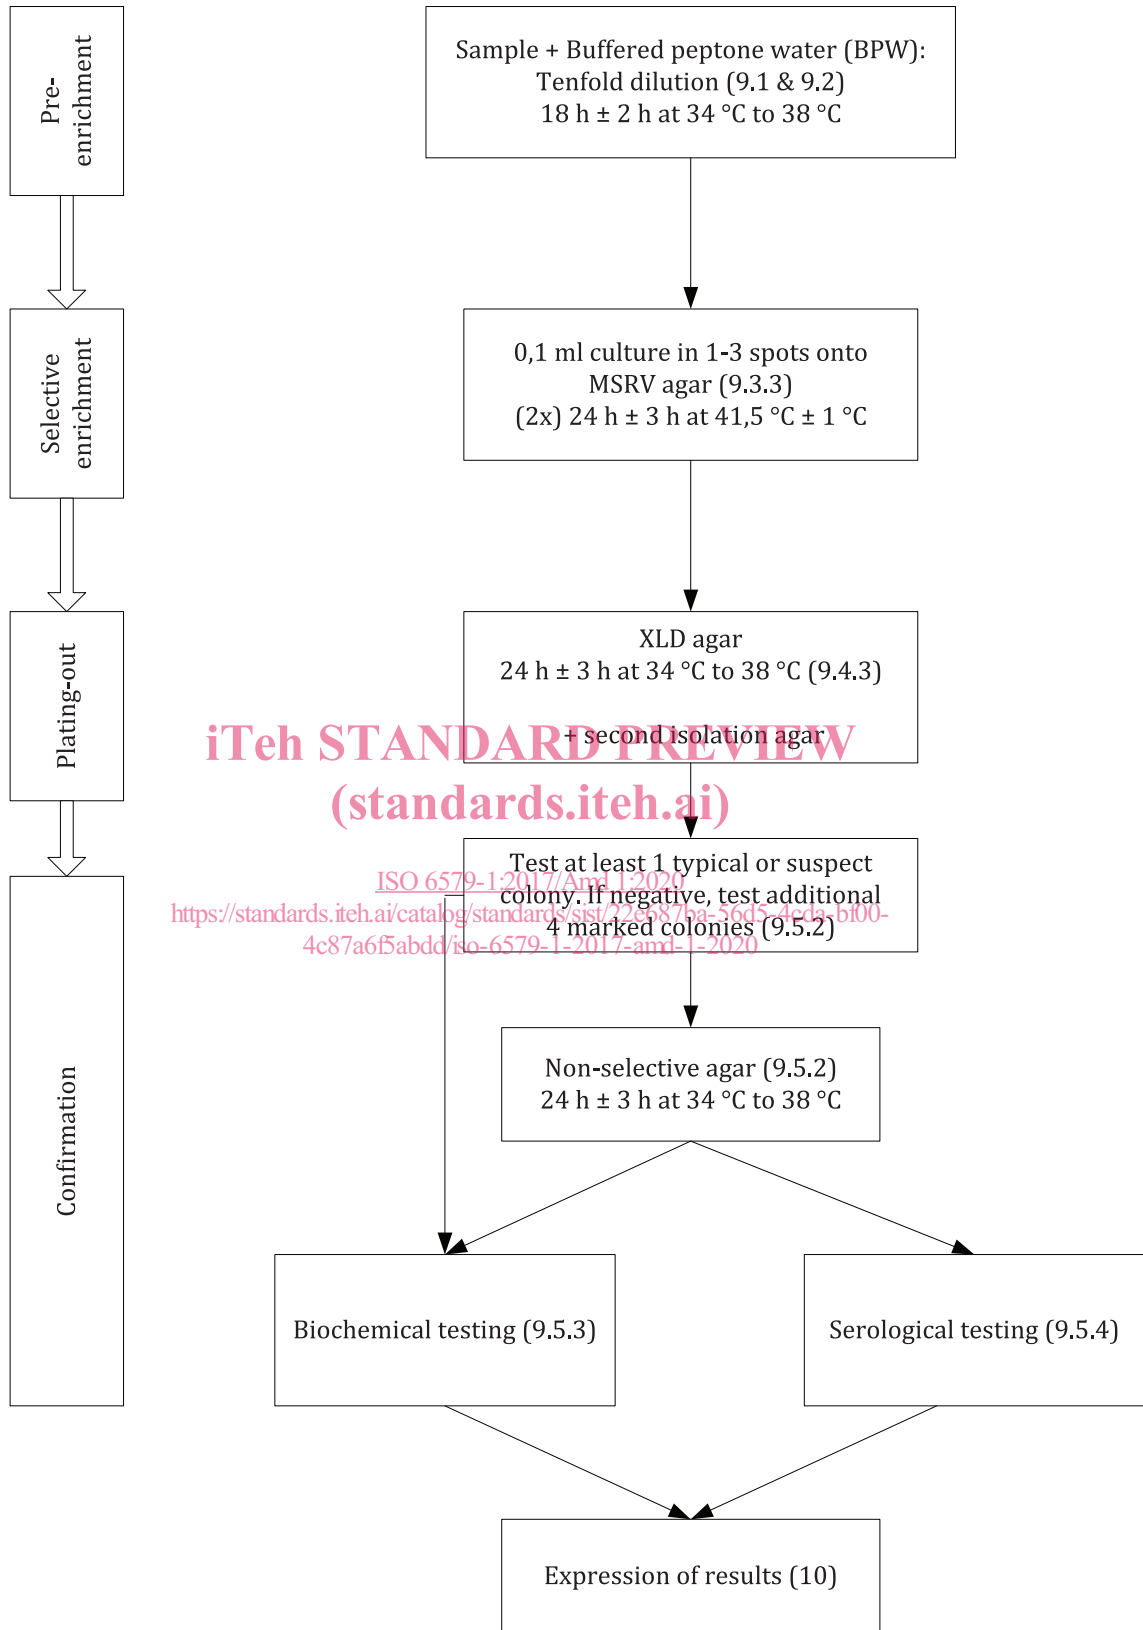 Pre-
enrichment
Sample + Buffered peptone water (BPW):
Tenfold dilution (9.1 & 9.2)
18 h ± 2 h at 34 °C to 38 °C
Selective
enrichment
0,1 ml culture in 1-3 spots onto
MSRV agar (9.3.3)
(2x) 24 h ± 3 h at 41,5 °C ± 1 °C
Plating-out
XLD agar
24 h ± 3 h at 34 °C to 38 °C (9.4.3)
+ second isolation agar
iTeh STANDARD PREVIEW
(standards.iteh.ai)
Confirmation
Test at least 1 typical or suspect
colony. If negative, test additional
4 marked colonies (9.5.2)
ISO 6579-1:2017/Amd 1:2020
https://standards.iteh.ai/catalog/standards/sist/22e687ba-56d5-4cda-bf00-
4c87a6f5abdd/iso-6579-1-2017-amd-1-2020
Non-selective agar (9.5.2)
24 h ± 3 h at 34 °C to 38 °C
Biochemical testing (9.5.3)
Serological testing (9.5.4)
Expression of results (10)